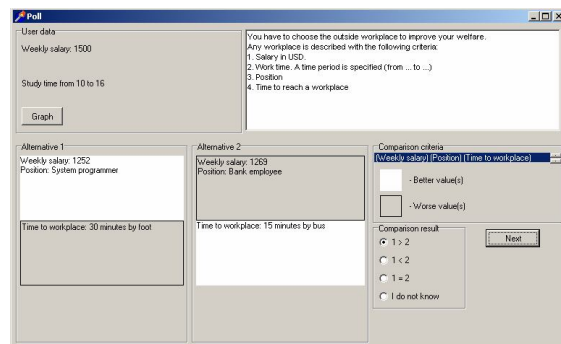 Poll
User data
Weekly salary: 1500
Study time from 10 to 16
Graph
You have to choose the outside workplace to improve your welfare.
Any workplace is described with the following criteria:
1. Salary in USD.
2. Work time. A time period is specified (from ... to ...)
3. Position
4. Time to reach a workplace
Alternative 1
Weekly salary: 1252
Position: System programmer
Time to workplace: 30 minutes by foot
Alternative 2
Weekly salary: 1269
Position: Bank employee
Time to workplace: 15 minutes by bus
Comparison criteria
(Weekly salary) (Position) (Time to workplace)
- Better value(s)
- Worse value(s)
Comparison result
1 > 2
1 < 2
1 = 2
I do not know
Next